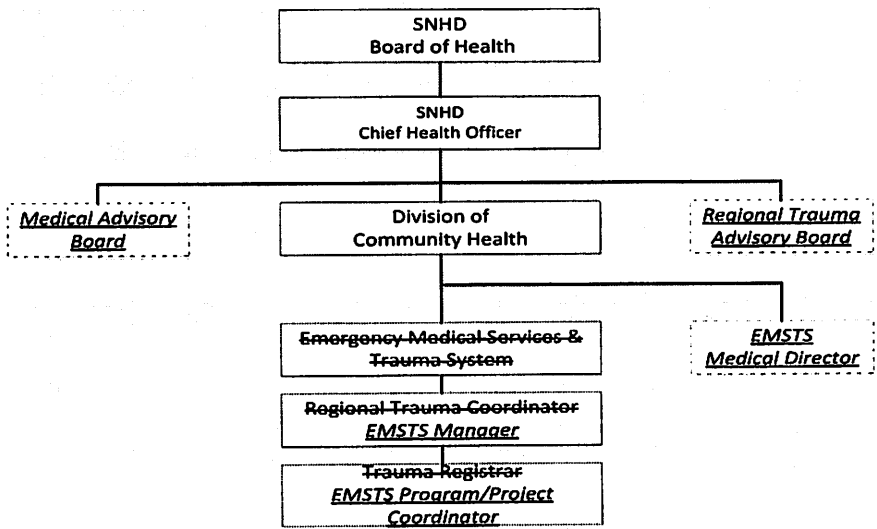 SNHD
Board of Health
SNHD
Chief Health Officer
Medical Advisory
Board
Division of
Community Health
Regional Trauma
Advisory Board
Emergency Medical Services &
Trauma System
EMSTS
Medical Director
Regional Trauma Coordinator
EMSTS Manager
Trauma Registrar
EMSTS Program/Project
Coordinator